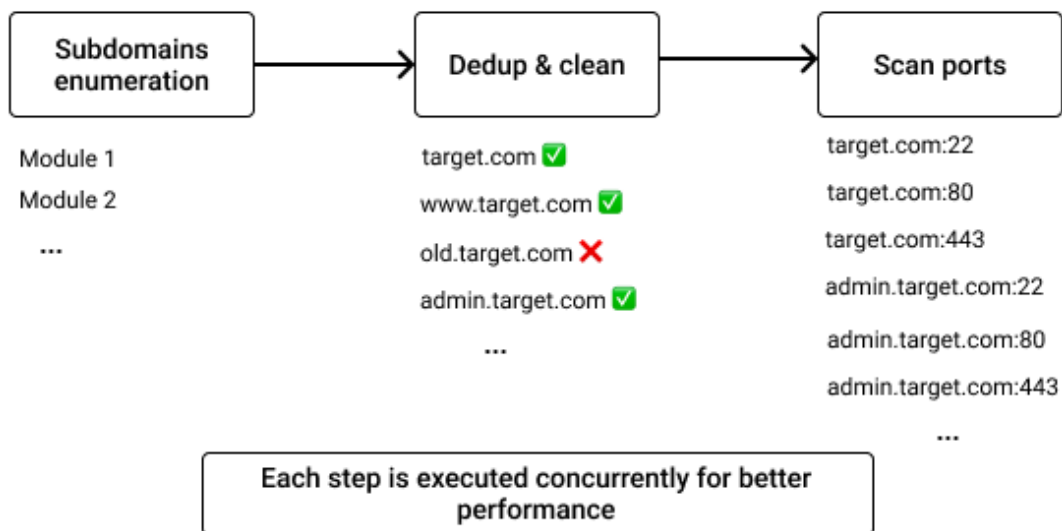 Subdomains
enumeration
Dedup & clean
Scan ports
Module 1
Module 2
...
target.com ✅
www.target.com ✅
old.target.com ❌
admin.target.com ✅
...
target.com:22
target.com:80
target.com:443
admin.target.com:22
admin.target.com:80
admin.target.com:443
...
Each step is executed concurrently for better
performance